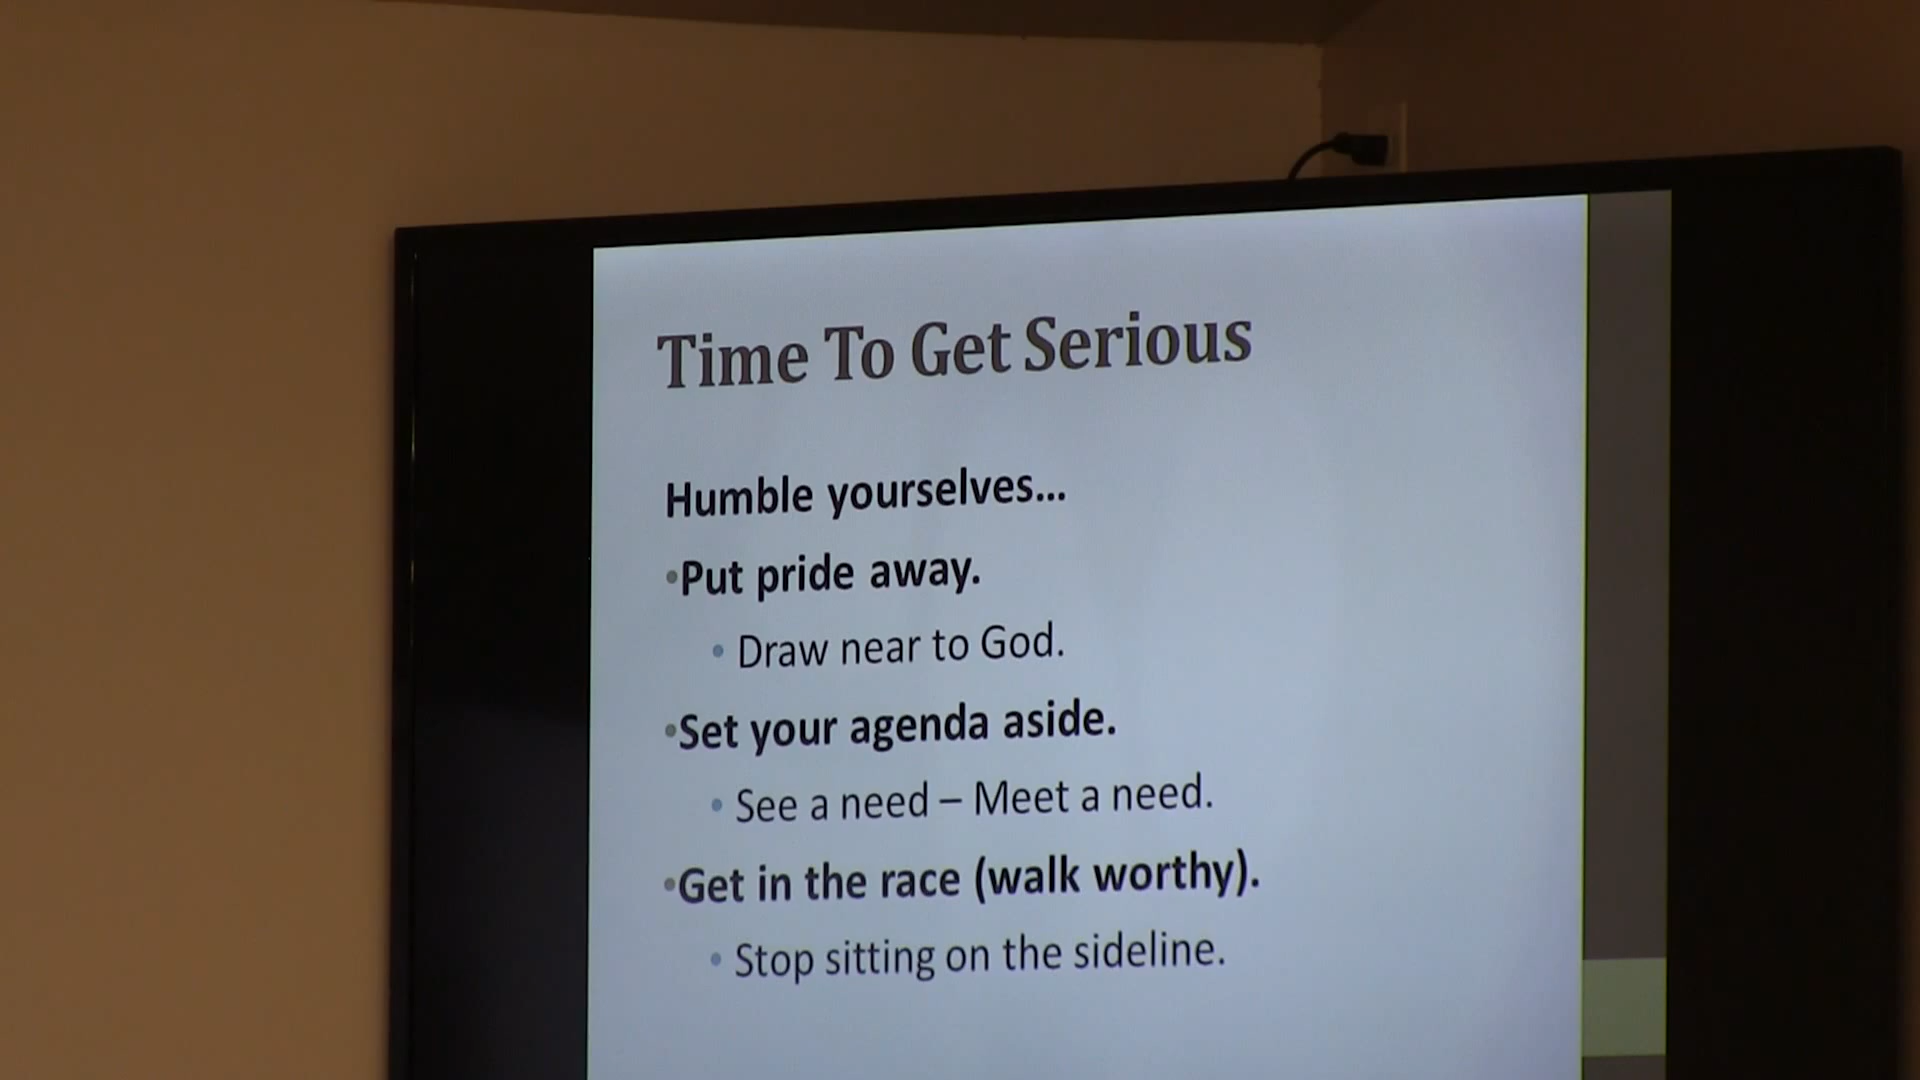 Time To Get Serious
Humble yourselves...
•Put pride away.
• Draw near to God.
•Set your agenda aside.
• See a need – Meet a need.
•Get in the race (walk worthy).
• Stop sitting on the sideline.